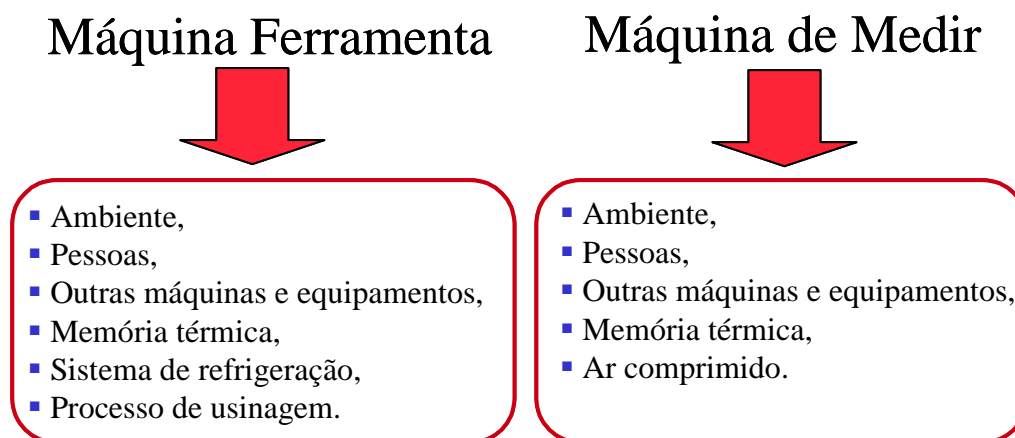 Máquina Ferramenta
▪ Ambiente,
▪ Pessoas,
▪ Outras máquinas e equipamentos,
▪ Memória térmica,
▪ Sistema de refrigeração,
▪ Processo de usinagem.
Máquina de Medir
▪ Ambiente,
▪ Pessoas,
▪ Outras máquinas e equipamentos,
▪ Memória térmica,
▪ Ar comprimido.